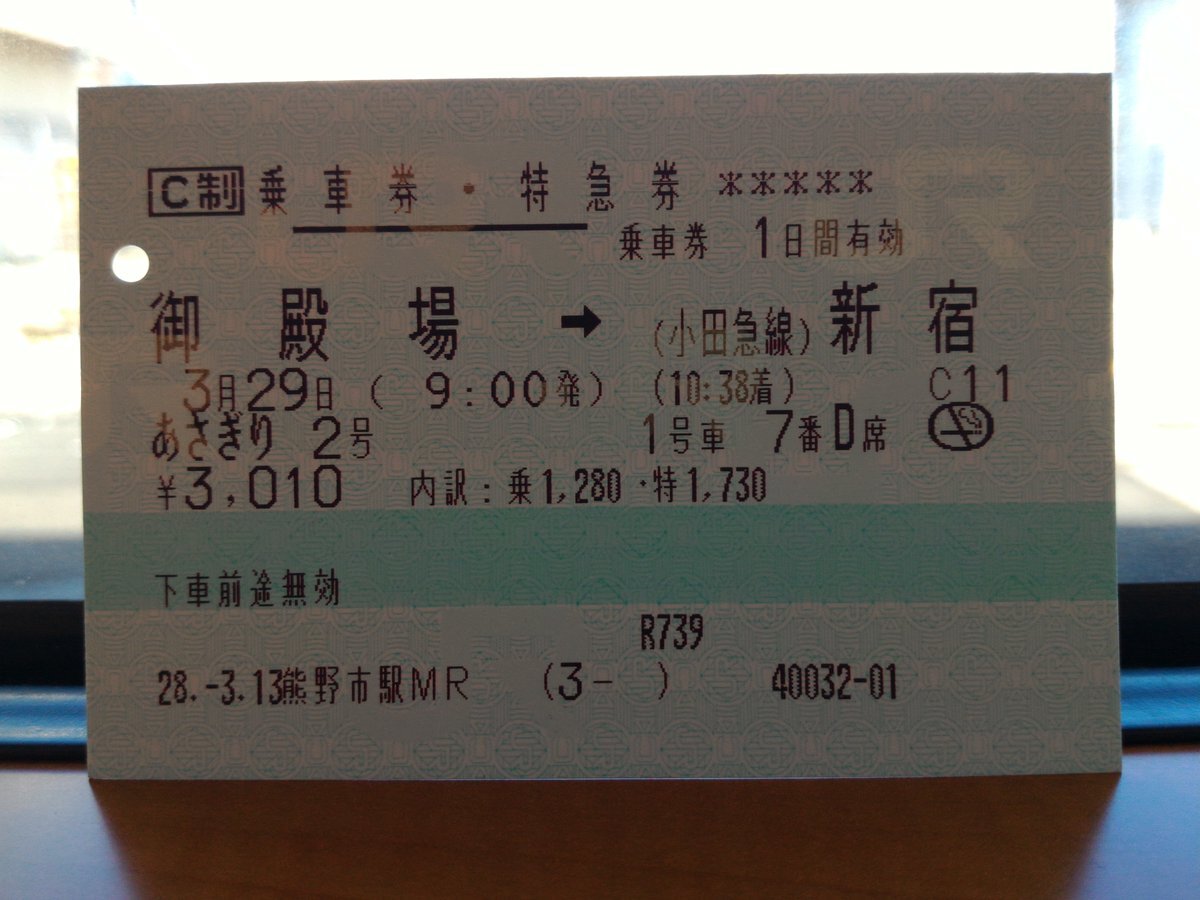 C制 乗車券・特急券 *****
乗車券 1日間有効
御殿場 → (小田急線)新宿
3月29日 ( 9:00発) (10:38着) C11
あさぎり 2号 1号車 7番D席
¥3,010 内訳:乗1,280・特1,730
下車前途無効
R739
28.-3.13熊野市駅MR (3- ) 40032-01